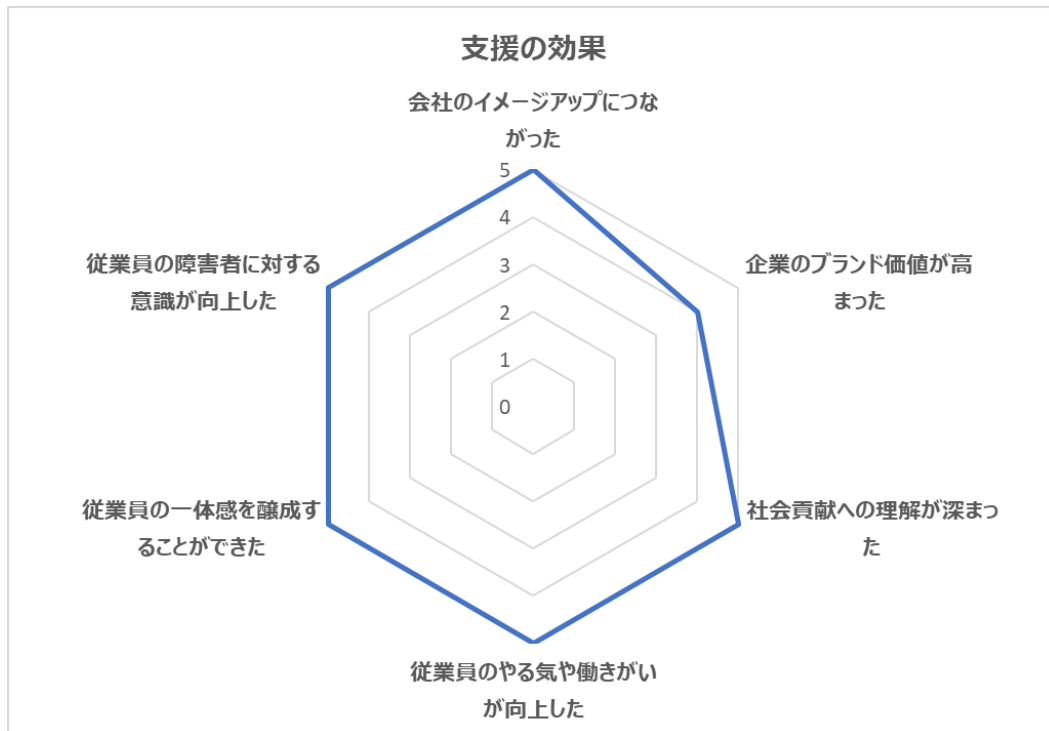 支援の効果
会社のイメージアップにつな
がった
5
4
3
2
1
0
企業のブランド価値が高
まった
社会貢献への理解が深まっ
た
従業員のやる気や働きがい
が向上した
従業員の一体感を醸成す
ることができた
従業員の障害者に対する
意識が向上した